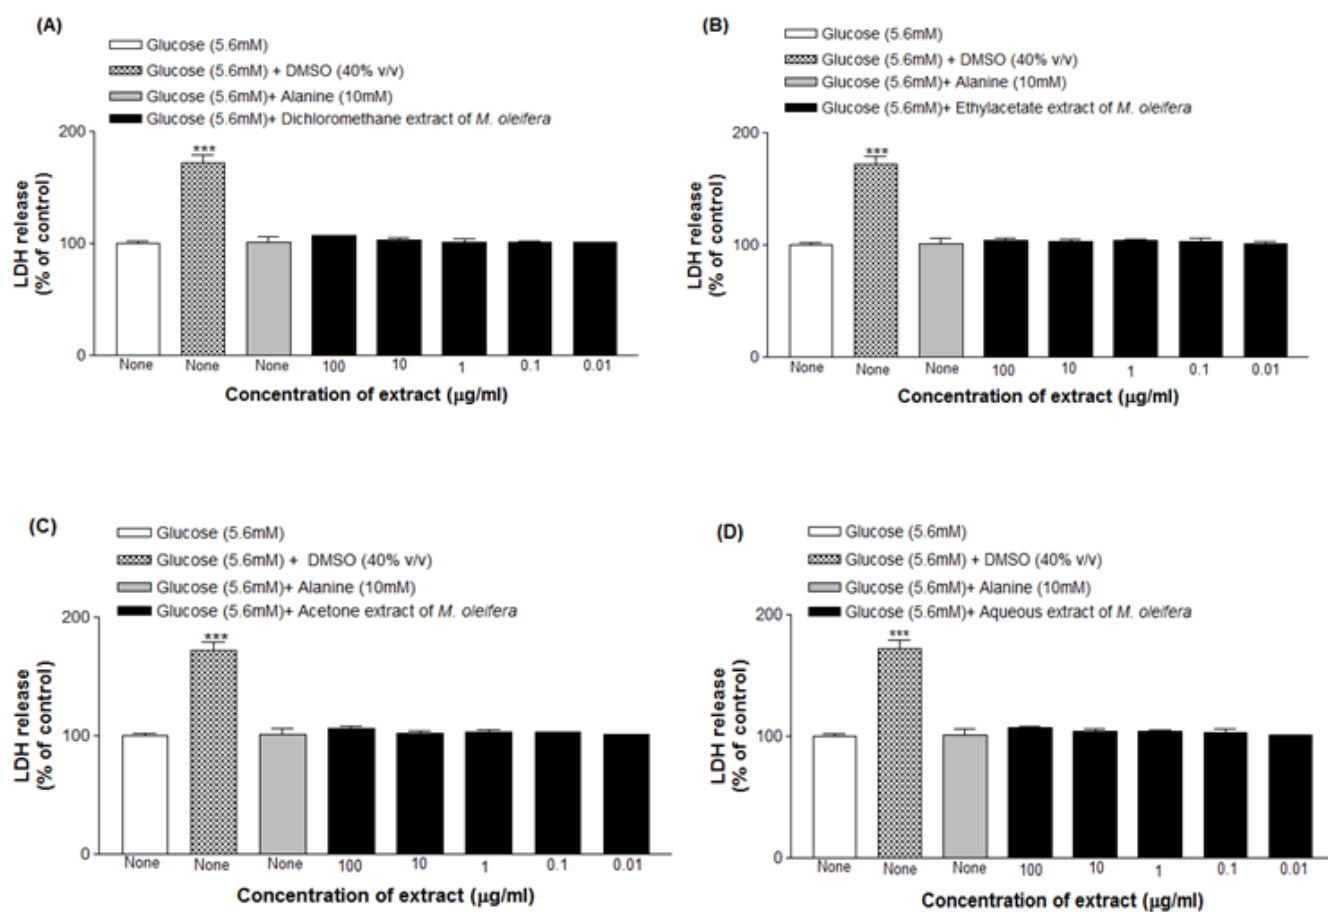 (A)
Glucose (5.6mM)
Glucose (5.6mM) + DMSO (40% v/v)
Glucose (5.6mM)+ Alanine (10mM)
Glucose (5.6mM)+ Dichloromethane extract of M. oleifera
200
100
0
LDH release
(% of control)
***
None None None 100 10 1 0.1 0.01
Concentration of extract (µg/ml)
(B)
Glucose (5.6mM)
Glucose (5.6mM) + DMSO (40% v/v)
Glucose (5.6mM)+ Alanine (10mM)
Glucose (5.6mM)+ Ethylacetate extract of M. oleifera
200
100
0
LDH release
(% of control)
***
None None None 100 10 1 0.1 0.01
Concentration of extract (µg/ml)
(C)
Glucose (5.6mM)
Glucose (5.6mM) + DMSO (40% v/v)
Glucose (5.6mM)+ Alanine (10mM)
Glucose (5.6mM)+ Acetone extract of M. oleifera
200
100
0
LDH release
(% of control)
***
None None None 100 10 1 0.1 0.01
Concentration of extract (µg/ml)
(D)
Glucose (5.6mM)
Glucose (5.6mM) + DMSO (40% v/v)
Glucose (5.6mM)+ Alanine (10mM)
Glucose (5.6mM)+ Aqueous extract of M. oleifera
200
100
0
LDH release
(% of control)
***
None None None 100 10 1 0.1 0.01
Concentration of extract (µg/ml)